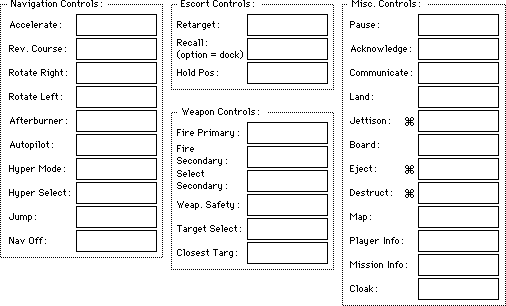 Navigation Controls:
Accelerate:
Rev. Course:
Rotate Right:
Rotate Left:
Afterburner:
Autopilot:
Hyper Mode:
Hyper Select:
Jump:
Nav Off:
Escort Controls:
Retarget:
Recall:
(option = dock)
Hold Pos:
Weapon Controls:
Fire Primary:
Fire
Secondary:
Select
Secondary:
Weap. Safety:
Target Select:
Closest Targ:
Misc. Controls:
Pause:
Acknowledge:
Communicate:
Land:
Jettison: ⌘
Board:
Eject: ⌘
Destruct: ⌘
Map:
Player Info:
Mission Info:
Cloak: